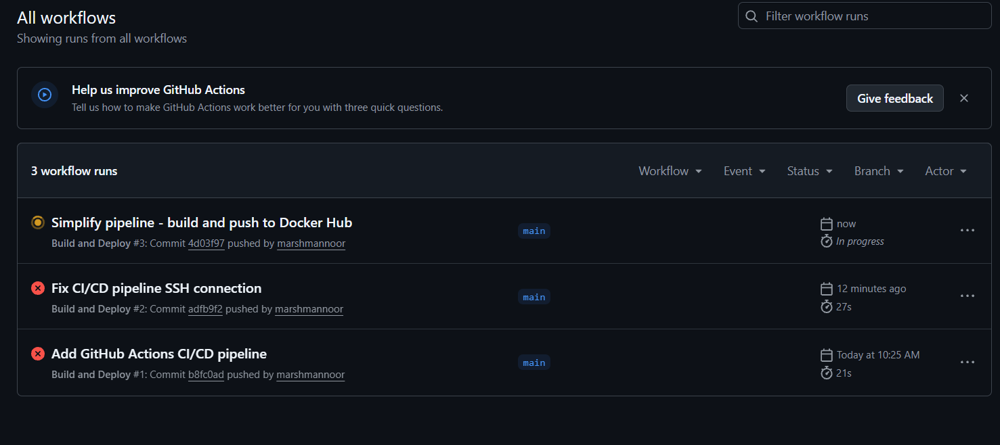 All workflows
Filter workflow runs
Showing runs from all workflows
Help us improve GitHub Actions
Tell us how to make GitHub Actions work better for you with three quick questions.
Give feedback
3 workflow runs
Workflow Event Status Branch Actor
Simplify pipeline - build and push to Docker Hub
Build and Deploy #3: Commit 4d03f97 pushed by marshmannoor
main
now
In progress
Fix CI/CD pipeline SSH connection
Build and Deploy #2: Commit adfb9f2 pushed by marshmannoor
main
12 minutes ago
27s
Add GitHub Actions CI/CD pipeline
Build and Deploy #1: Commit b8fc0ad pushed by marshmannoor
main
Today at 10:25 AM
21s